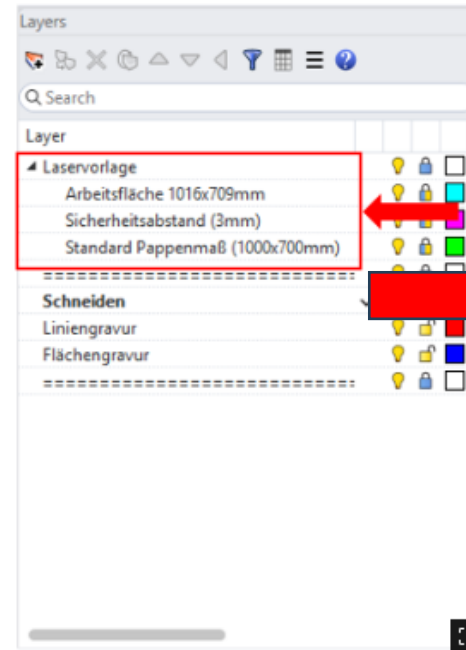 Layers
Search
Layer
Laservorlage
Arbeitsfläche 1016x709mm
Sicherheitsabstand (3mm)
Standard Pappenmaß (1000x700mm)
============================:
Schneiden
Liniengravur
Flächengravur
============================: